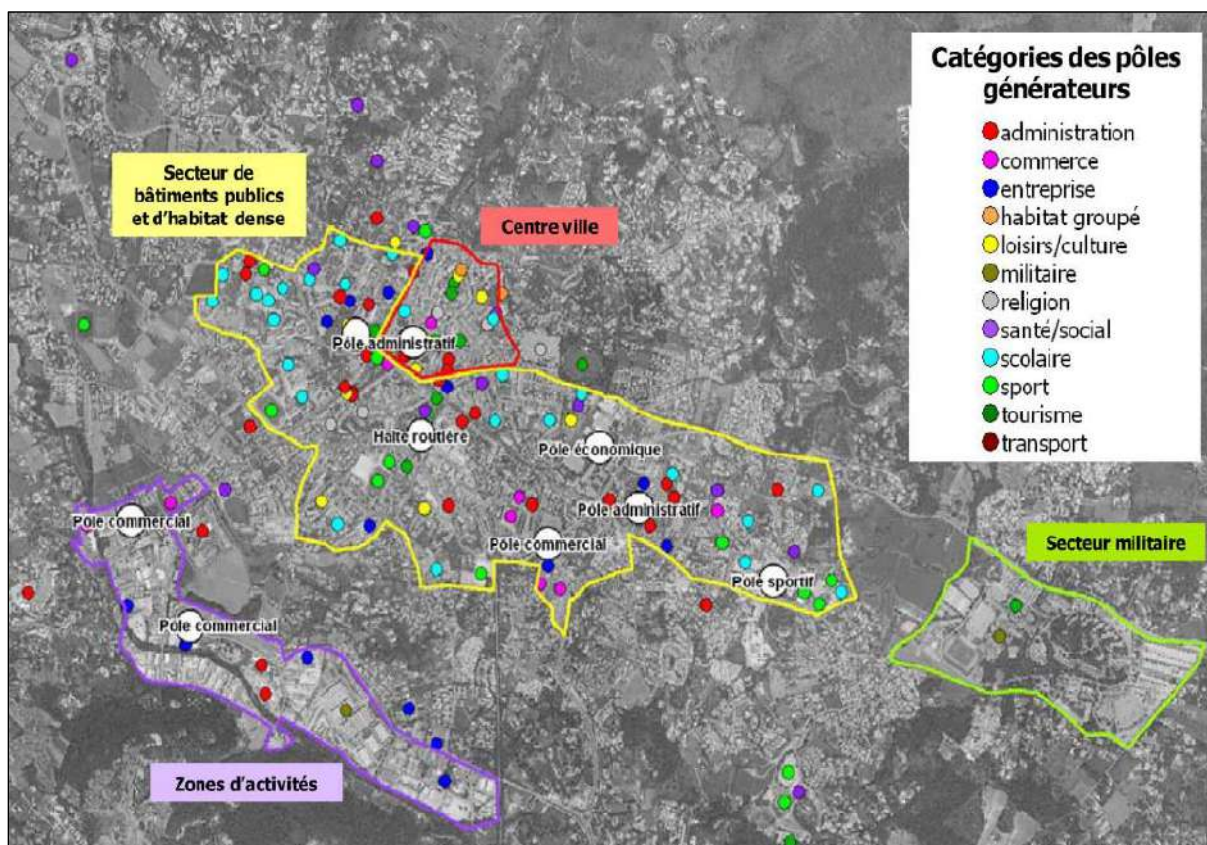 Catégories des pôles
générateurs
administration
commerce
entreprise
habitat groupé
loisirs/culture
militaire
religion
santé/social
scolaire
sport
tourisme
transport
Secteur de
bâtiments publics
et d'habitat dense
Centre ville
Pôle administratif
Halte routière
Pôle économique
Pôle commercial
Pôle administratif
Pôle commercial
Secteur militaire
Pôle sportif
Pôle commercial
Zones d'activités